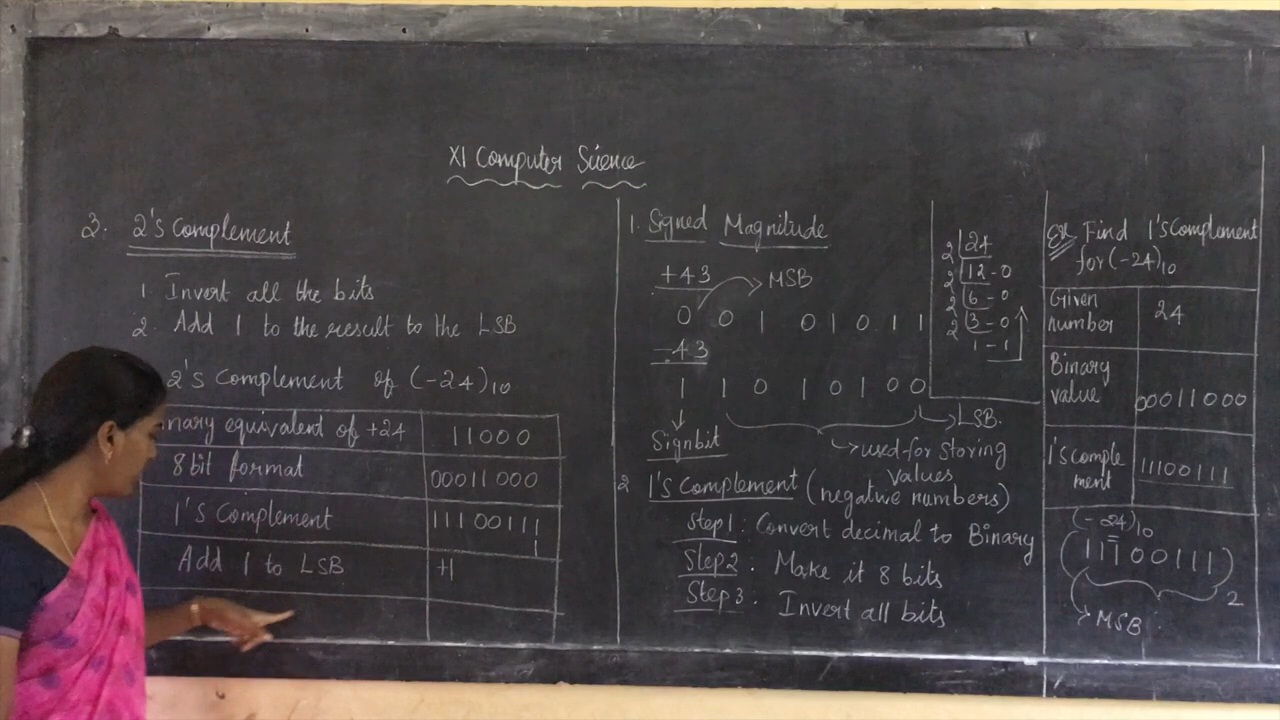 XI Computer Science
3. 2's Complement
1. Invert all the bits
2. Add 1 to the result to the LSB
2's Complement of (-24)10
nary equivalent of +24 11000
8 bit format 00011000
1's Complement 11100111
Add 1 to LSB +1
1. Signed Magnitude
+43
MSB
0 0 1 0 1 0 1 1
-43
1 1 0 1 0 1 0 0
LSB.
Signbit
used for storing
values
2 1's Complement (negative numbers)
Step1: Convert decimal to Binary
Step2: Make it 8 bits
Step3: Invert all bits
2 24
2 12-0
2 6-0
2 3-0
1-1
Ex. Find 1's Complement
for (-24)10
Given
number 24
Binary
value 00011000
1's comple
ment 11100111
(-24)10
(11100111)2
MSB